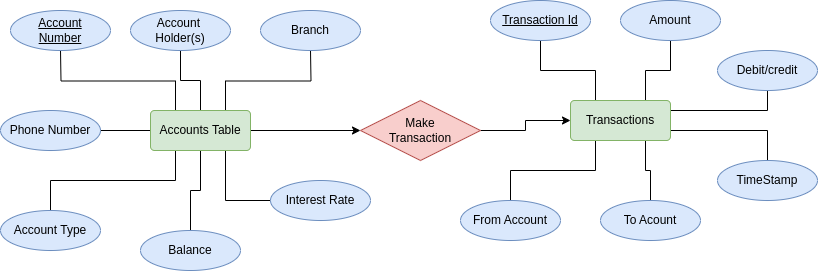 Account
Number
Account
Holder(s)
Branch
Transaction Id
Amount
Debit/credit
Phone Number
Accounts Table
Make
Transaction
Transactions
TimeStamp
Account Type
Balance
Interest Rate
From Account
To Acount